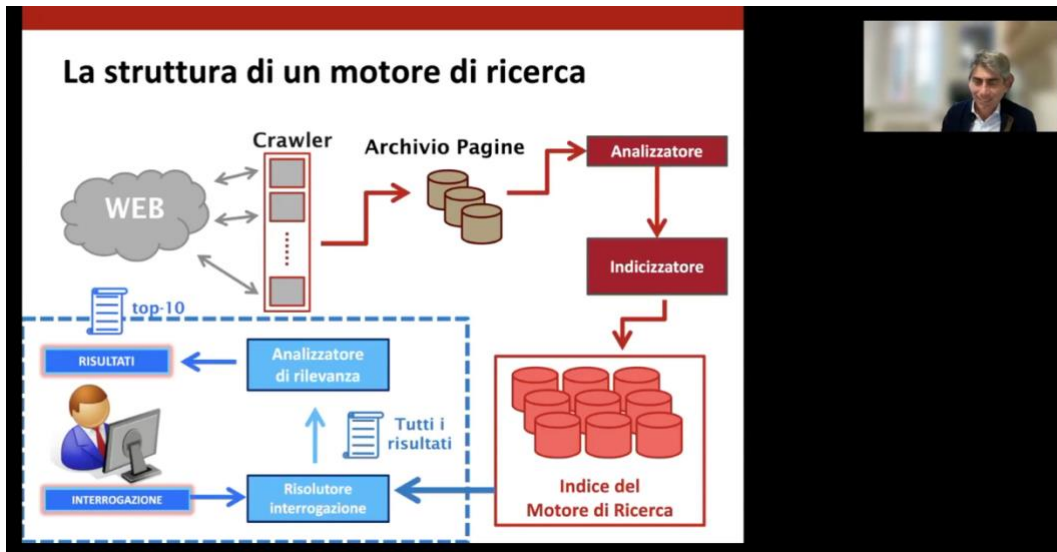 La struttura di un motore di ricerca
Crawler
Archivio Pagine
Analizzatore
WEB
Indicizzatore
top-10
RISULTATI
Analizzatore
di rilevanza
Tutti i
risultati
INTERROGAZIONE
Risolutore
interrogazione
Indice del
Motore di Ricerca